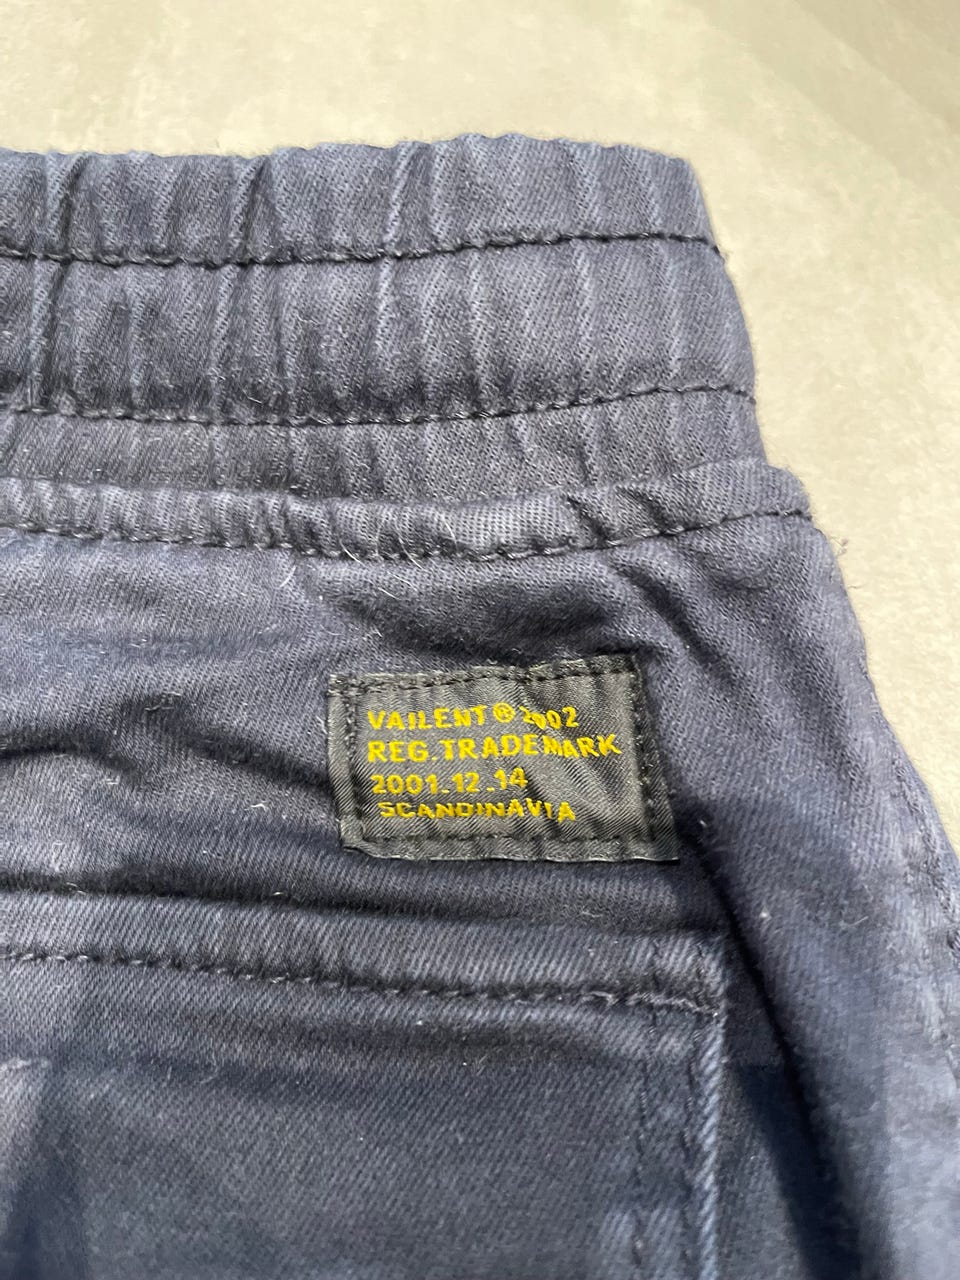 VAILENT ® 2002
REG.TRADEMARK
2001.12.14
SCANDINAVIA